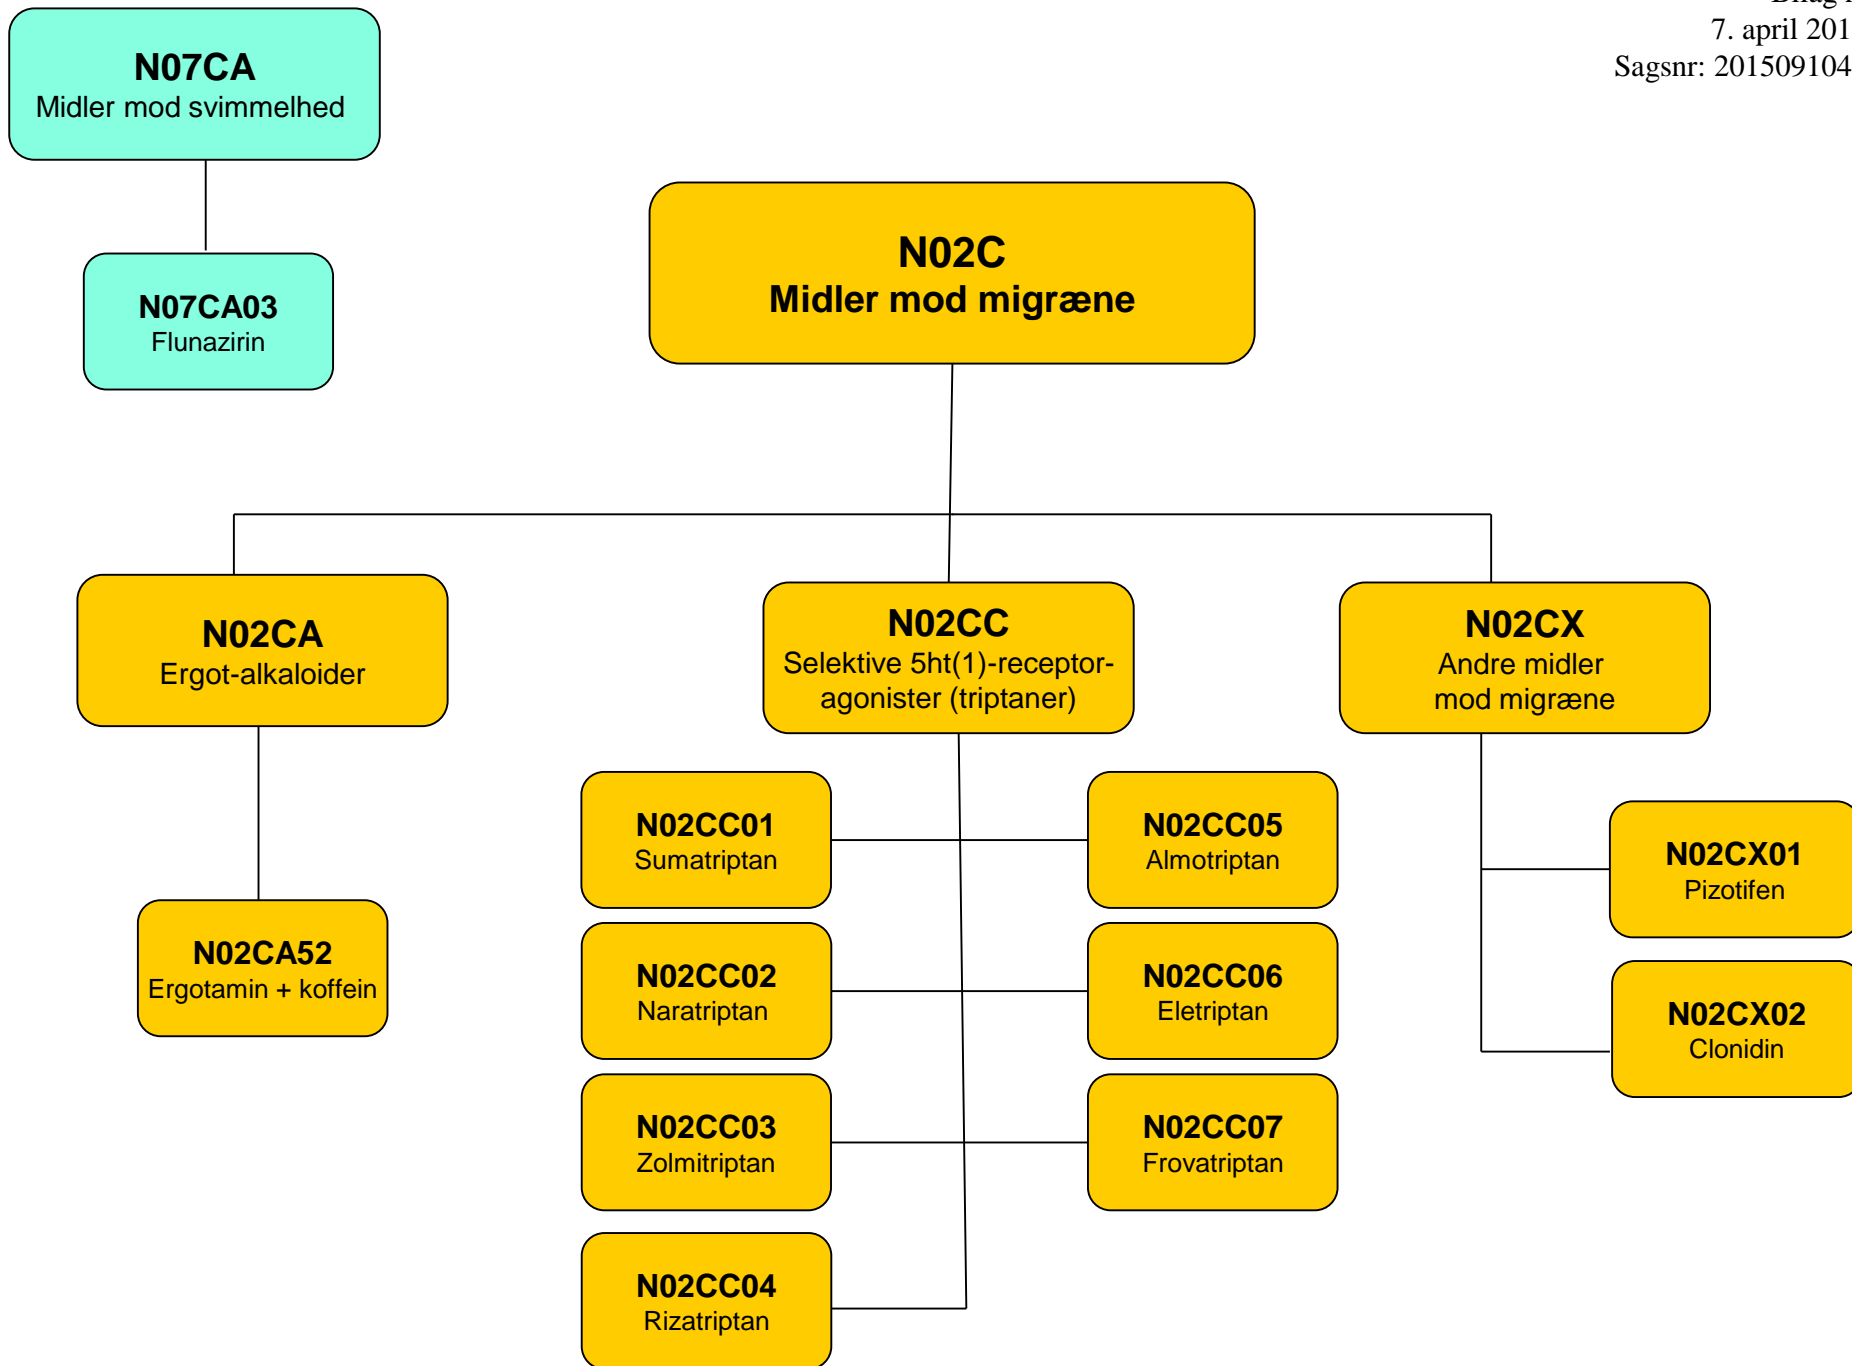 7. april 201
Sagsnr: 201509104
N07CA
Midler mod svimmelhed
N07CA03
Flunazirin
N02C
Midler mod migræne
N02CA
Ergot-alkaloider
N02CA52
Ergotamin + koffein
N02CC
Selektive 5ht(1)-receptor-
agonister (triptaner)
N02CC01
Sumatriptan
N02CC02
Naratriptan
N02CC03
Zolmitriptan
N02CC04
Rizatriptan
N02CC05
Almotriptan
N02CC06
Eletriptan
N02CC07
Frovatriptan
N02CX
Andre midler
mod migræne
N02CX01
Pizotifen
N02CX02
Clonidin